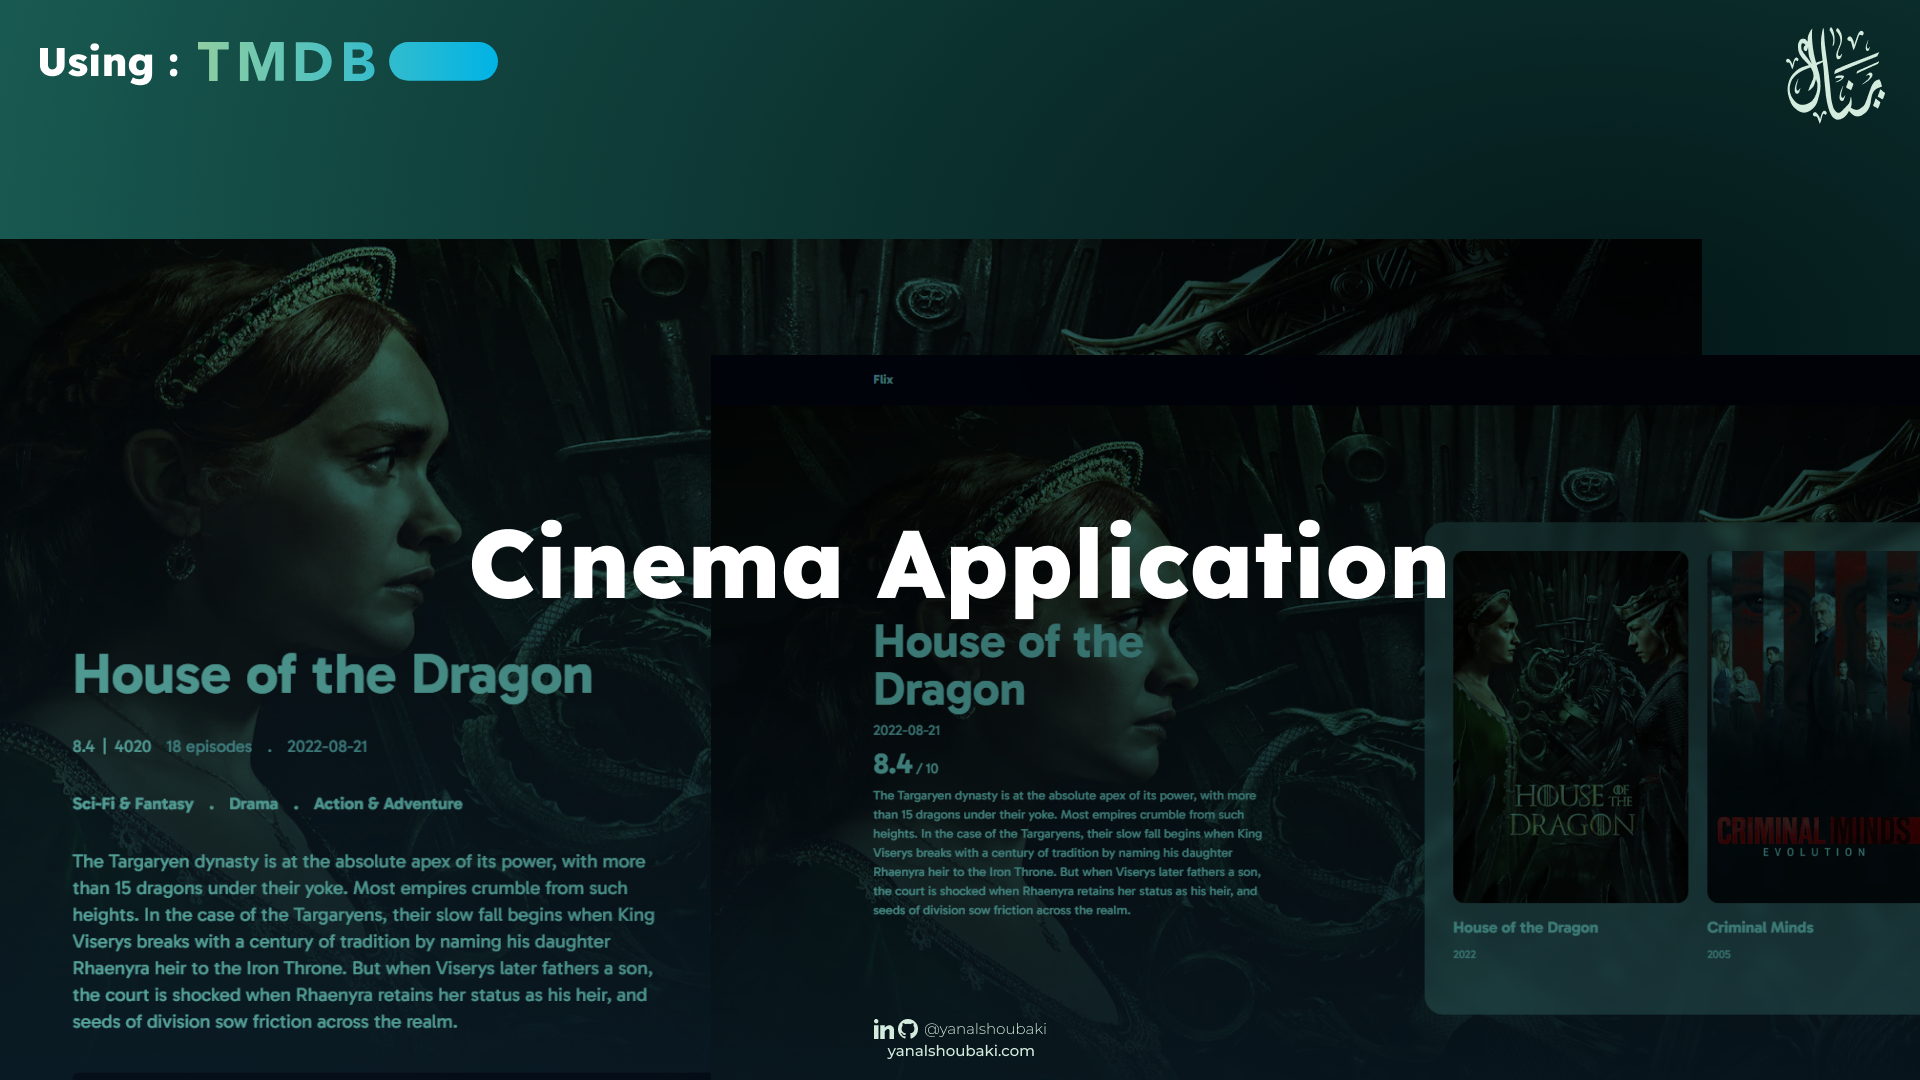 Using : TMDB
ينال
Flix
Cinema Application
House of the Dragon
8.4 | 4020 18 episodes . 2022-08-21
Sci-Fi & Fantasy . Drama . Action & Adventure
The Targaryen dynasty is at the absolute apex of its power, with more
than 15 dragons under their yoke. Most empires crumble from such
heights. In the case of the Targaryens, their slow fall begins when King
Viserys breaks with a century of tradition by naming his daughter
Rhaenyra heir to the Iron Throne. But when Viserys later fathers a son,
the court is shocked when Rhaenyra retains her status as his heir, and
seeds of division sow friction across the realm.
House of the
Dragon
2022-08-21
8.4 / 10
The Targaryen dynasty is at the absolute apex of its power, with more
than 15 dragons under their yoke. Most empires crumble from such
heights. In the case of the Targaryens, their slow fall begins when King
Viserys breaks with a century of tradition by naming his daughter
Rhaenyra heir to the Iron Throne. But when Viserys later fathers a son,
the court is shocked when Rhaenyra retains her status as his heir, and
seeds of division sow friction across the realm.
HOUSE OF THE
DRAGON
House of the Dragon
2022
CRIMINAL MINDS
EVOLUTION
Criminal Minds
2005
in @yanalshoubaki
yanalshoubaki.com